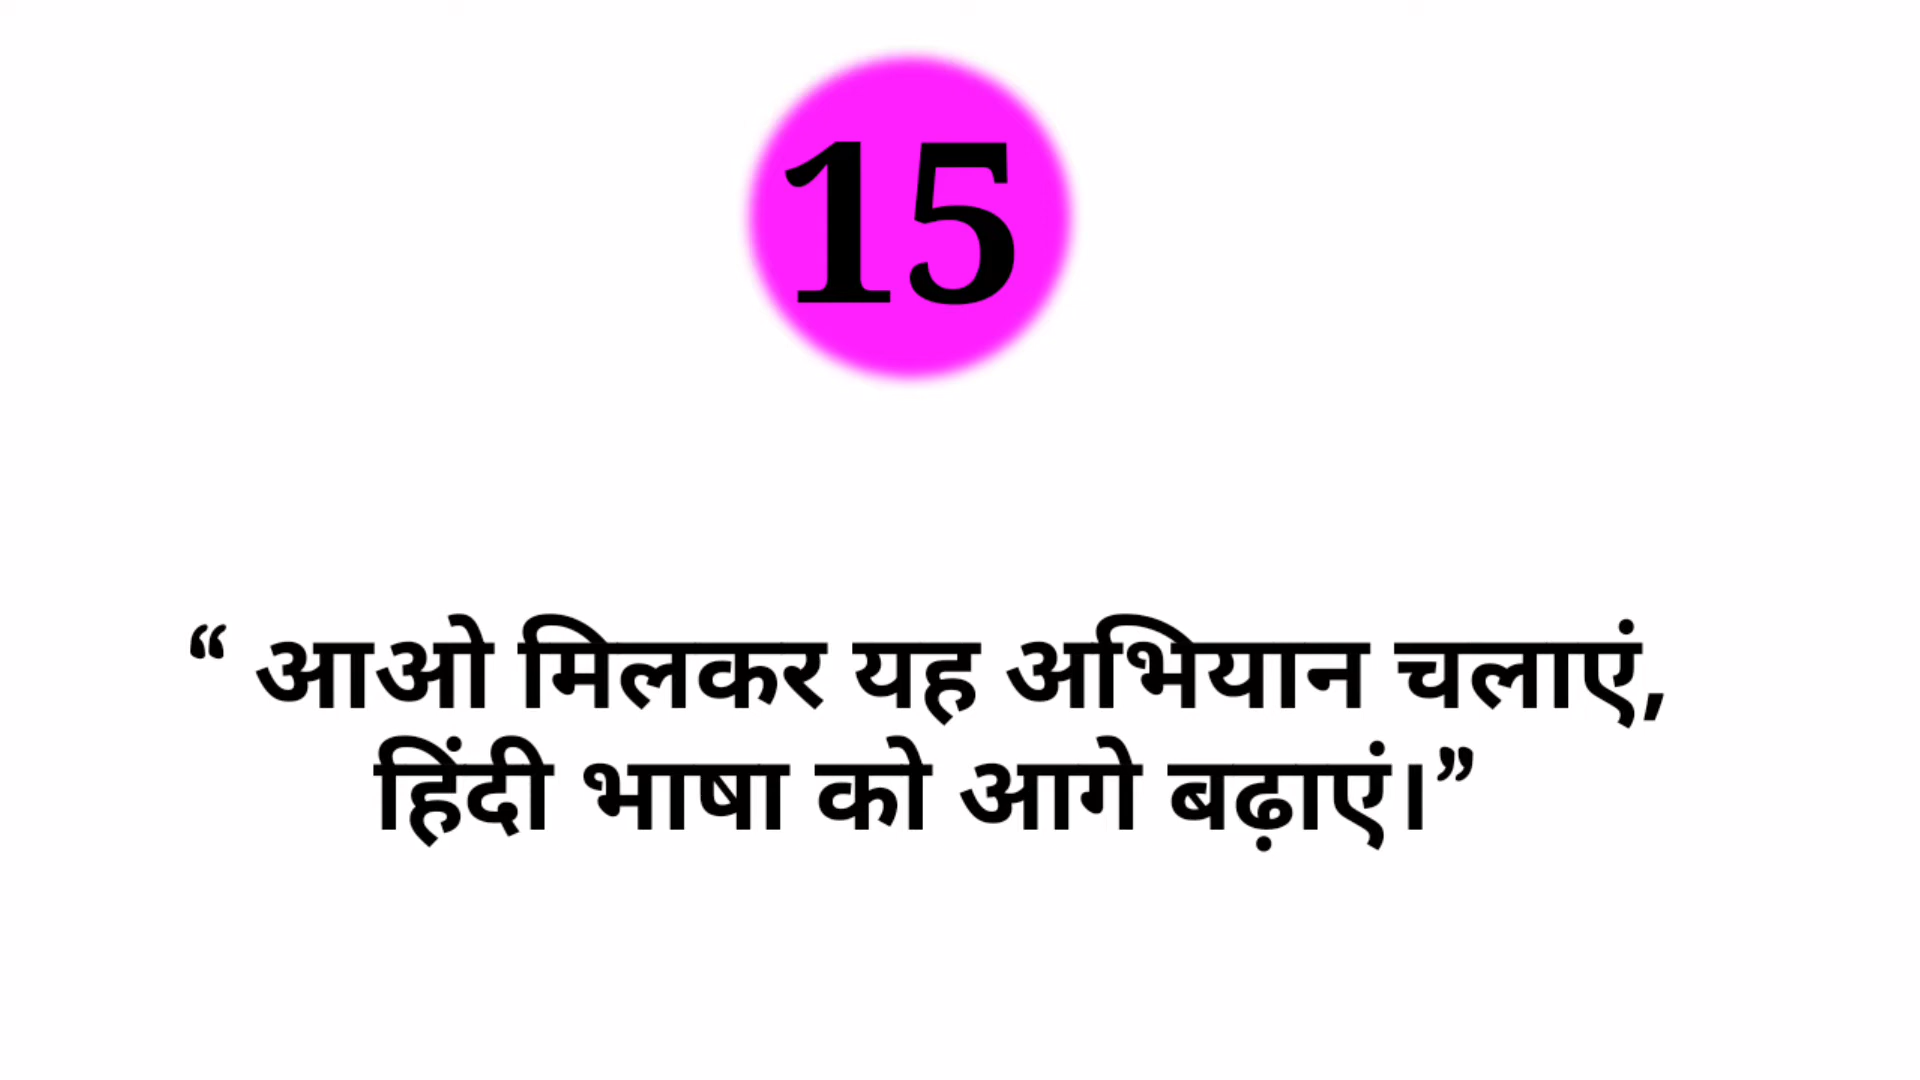 15
“ आओ मिलकर यह अभियान चलाएं,
हिंदी भाषा को आगे बढ़ाएं।”